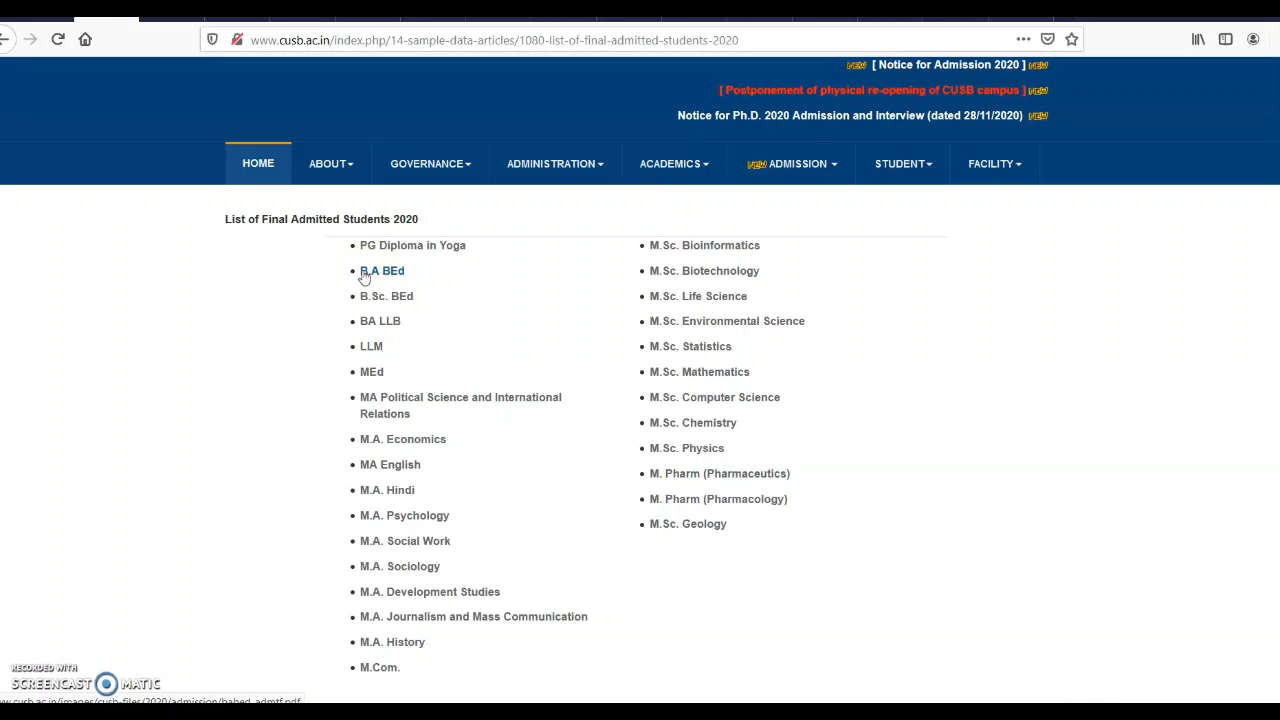 www.cusb.ac.in/index.php/14-sample-data-articles/1080-list-of-final-admitted-students-2020
NEW [ Notice for Admission 2020 ] NEW
[ Postponement of physical re-opening of CUSB campus ] NEW
Notice for Ph.D. 2020 Admission and Interview (dated 28/11/2020) NEW
HOME ABOUT GOVERNANCE ADMINISTRATION ACADEMICS NEW ADMISSION STUDENT FACILITY
List of Final Admitted Students 2020
PG Diploma in Yoga
B.A BEd
B.Sc. BEd
BA LLB
LLM
MEd
MA Political Science and International
Relations
M.A. Economics
MA English
M.A. Hindi
M.A. Psychology
M.A. Social Work
M.A. Sociology
M.A. Development Studies
M.A. Journalism and Mass Communication
M.A. History
M.Com.
M.Sc. Bioinformatics
M.Sc. Biotechnology
M.Sc. Life Science
M.Sc. Environmental Science
M.Sc. Statistics
M.Sc. Mathematics
M.Sc. Computer Science
M.Sc. Chemistry
M.Sc. Physics
M. Pharm (Pharmaceutics)
M. Pharm (Pharmacology)
M.Sc. Geology
RECORDED WITH
SCREENCAST MATIC